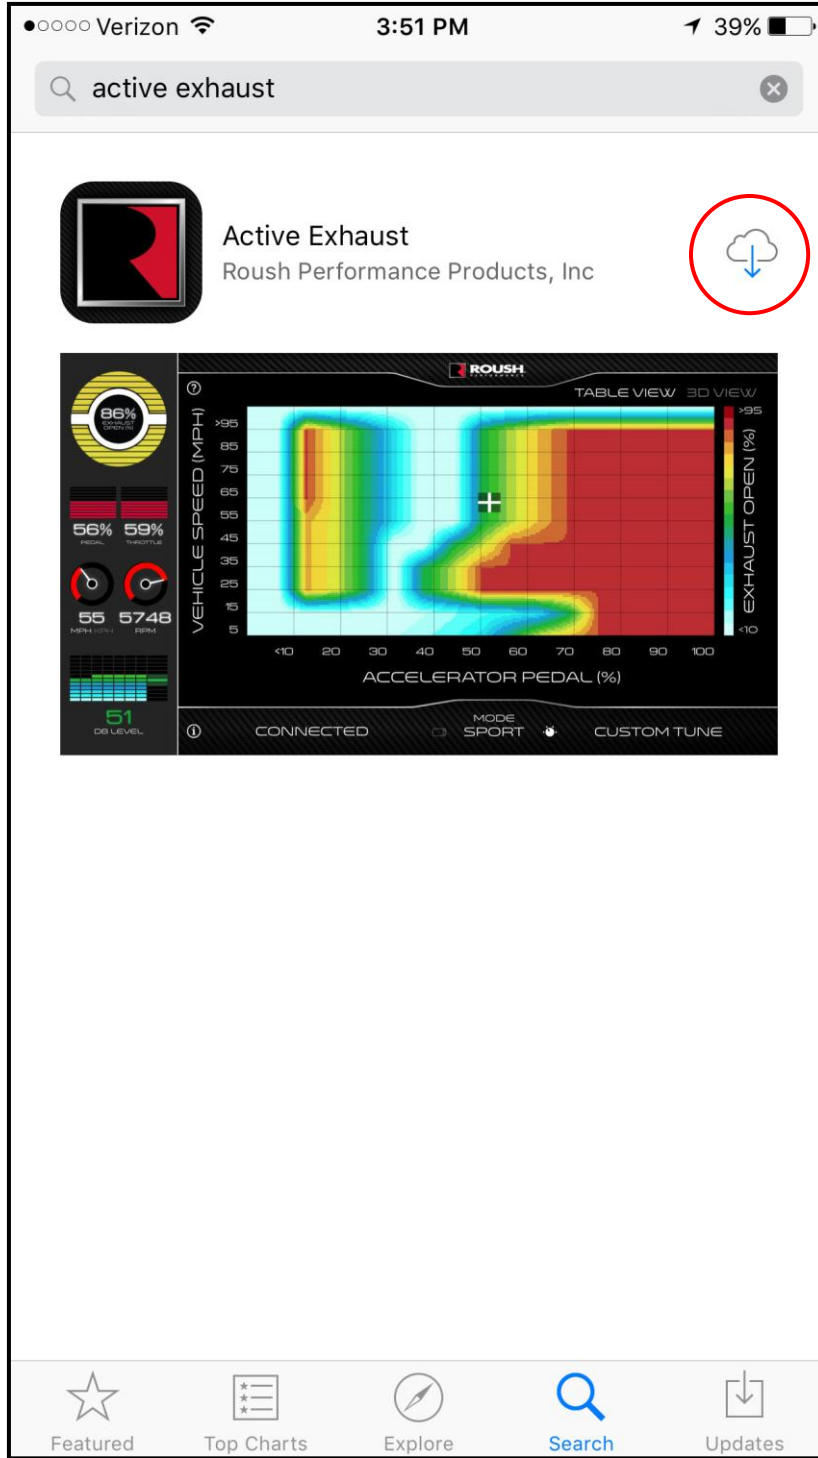 Verizon 3:51 PM 39%
active exhaust
Active Exhaust
Roush Performance Products, Inc
ROUSH
PERFORMANCE
?
TABLE VIEW 3D VIEW
86%
EXHAUST
OPEN (%)
56% 59%
PEDAL THROTTLE
55 5748
MPH KPH RPM
51
DB LEVEL
VEHICLE SPEED (MPH)
>95
85
75
65
55
45
35
25
15
5
<10 20 30 40 50 60 70 80 90 100
ACCELERATOR PEDAL (%)
>95
EXHAUST OPEN (%)
<10
i CONNECTED
MODE
SPORT
CUSTOM TUNE
Featured Top Charts Explore Search Updates